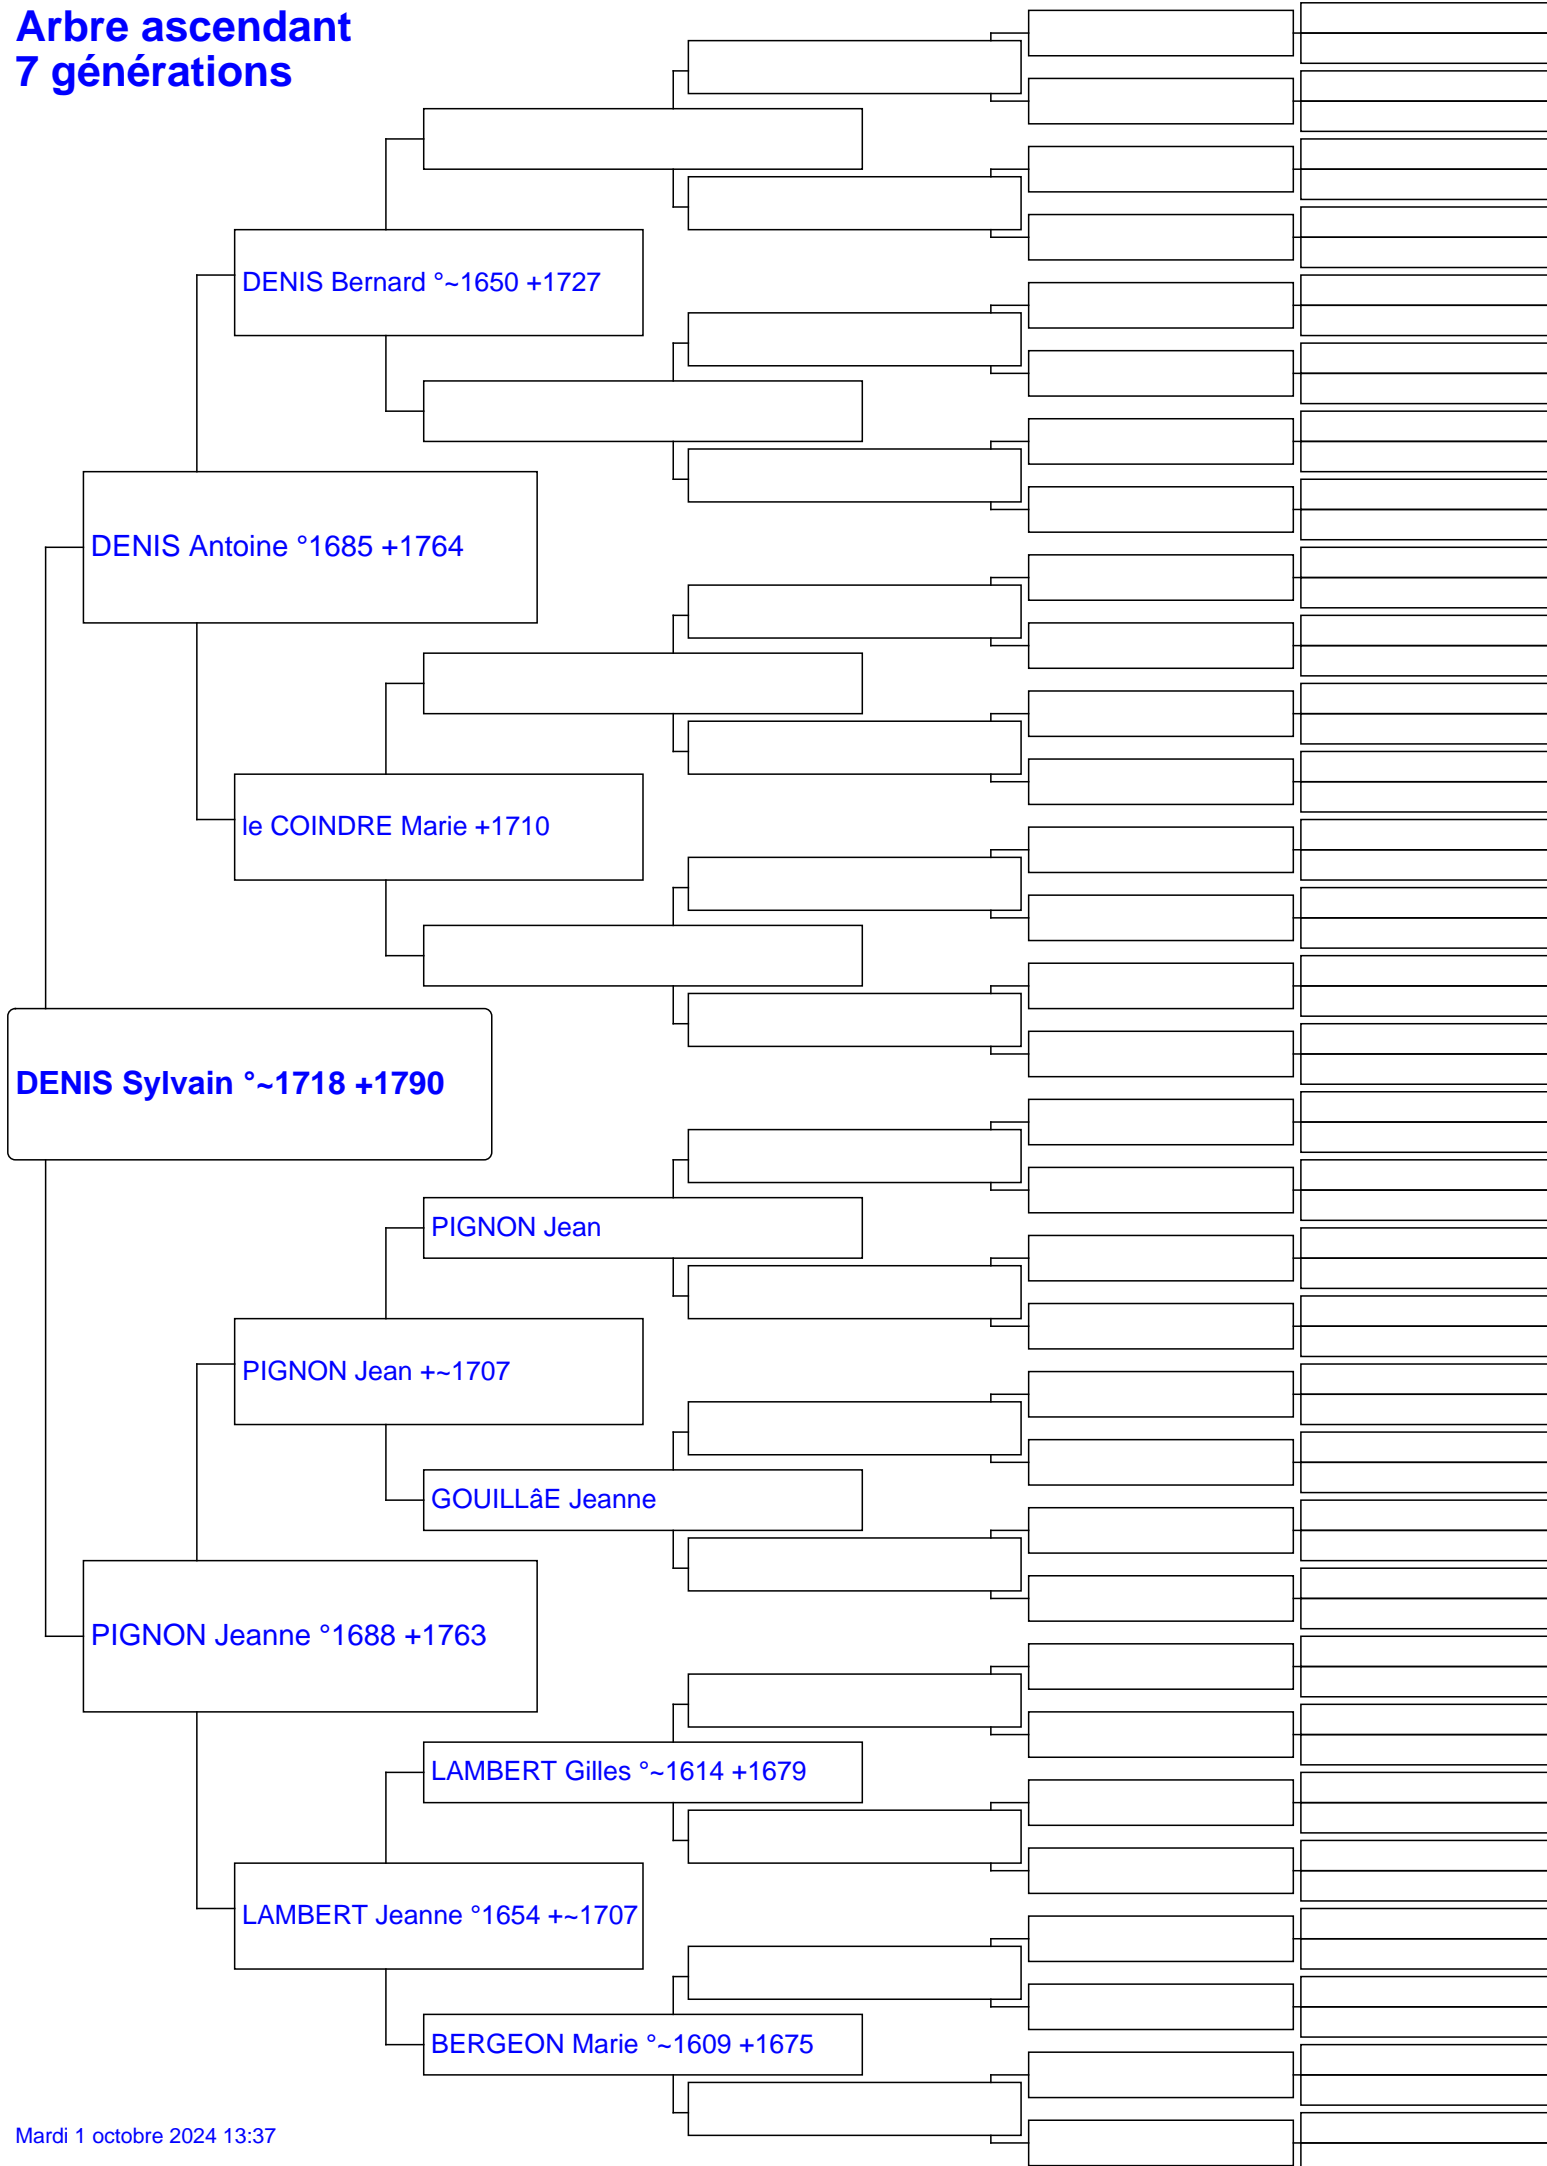 Arbre ascendant
7 générations
DENIS Bernard °~1650 +1727
DENIS Antoine °1685 +1764
le COINDRE Marie +1710
DENIS Sylvain °~1718 +1790
PIGNON Jean
PIGNON Jean +~1707
GOUILLâE Jeanne
PIGNON Jeanne °1688 +1763
LAMBERT Gilles °~1614 +1679
LAMBERT Jeanne °1654 +~1707
BERGEON Marie °~1609 +1675
Mardi 1 octobre 2024 13:37